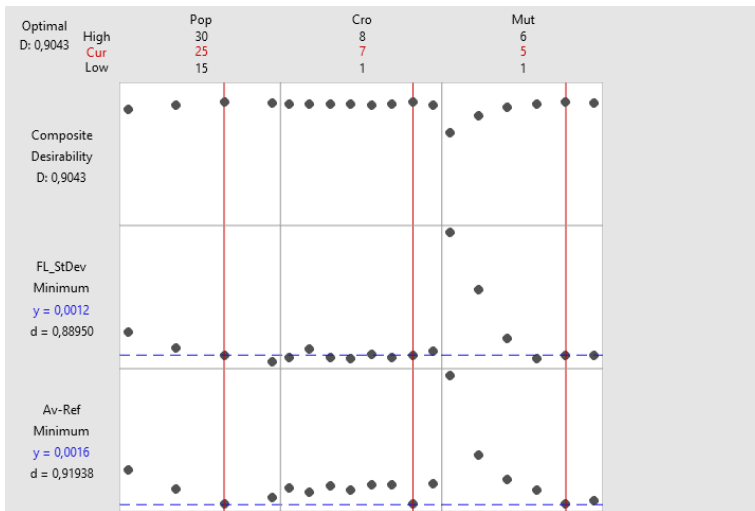 Optimal
D: 0,9043
High
Cur
Low
Pop
30
25
15
Cro
8
7
1
Mut
6
5
1
Composite
Desirability
D: 0,9043
FL_StDev
Minimum
y = 0,0012
d = 0,88950
Av-Ref
Minimum
y = 0,0016
d = 0,91938